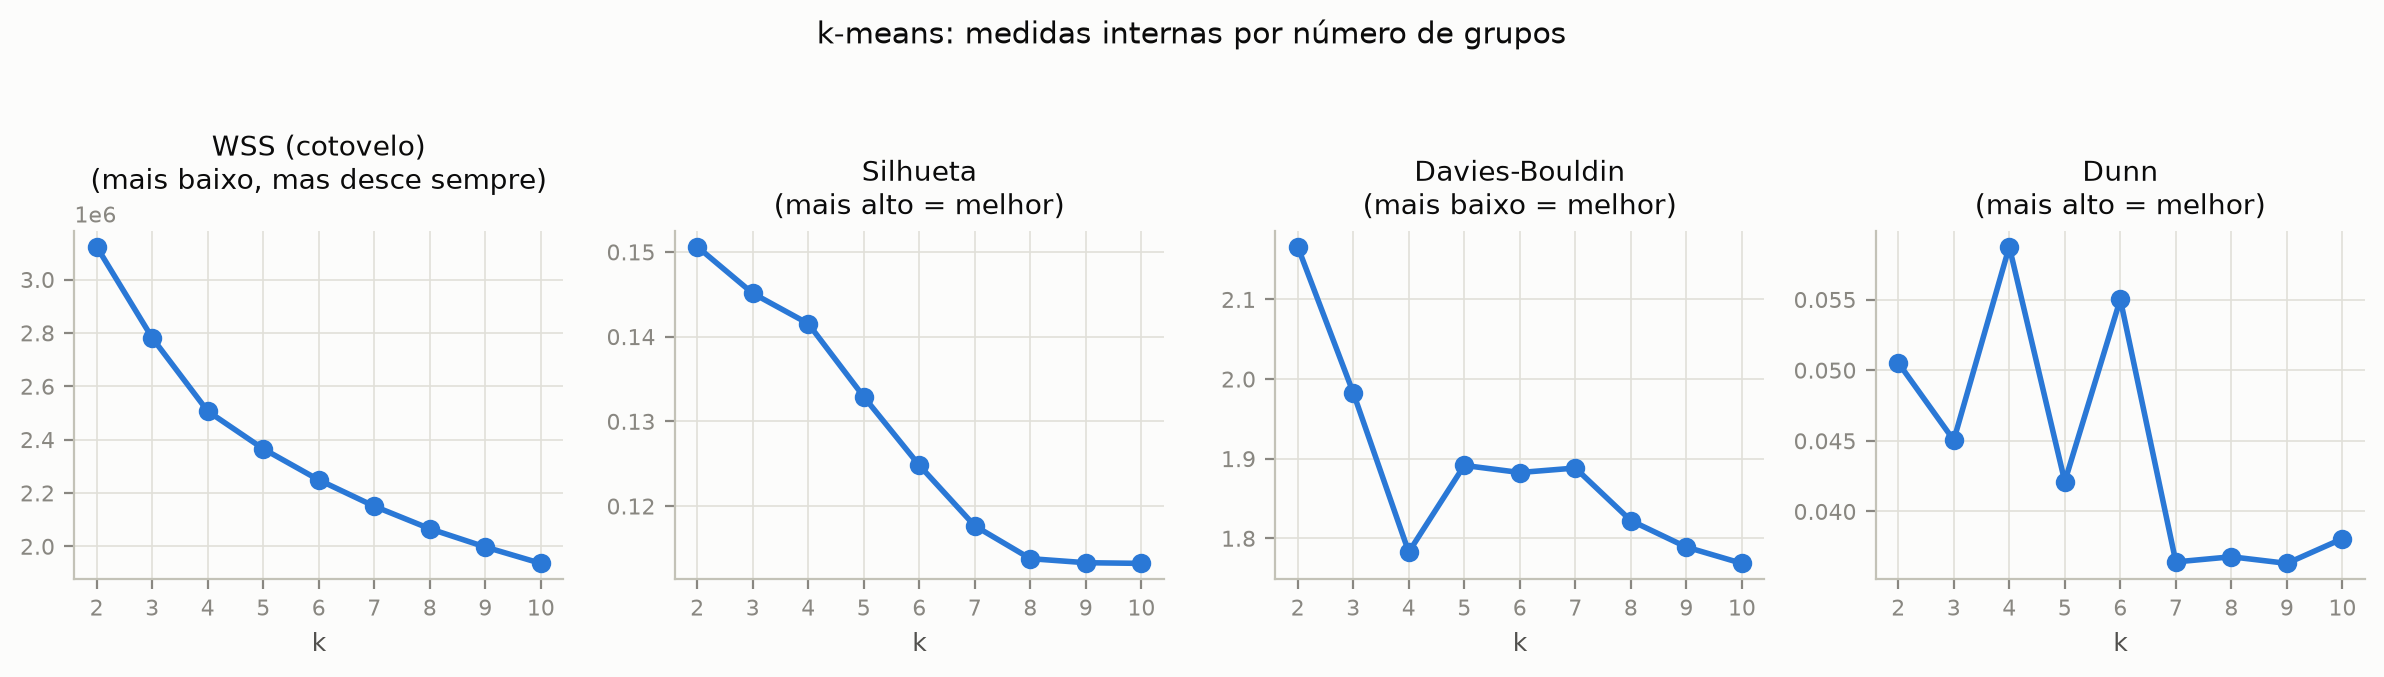 k-means: medidas internas por número de grupos
WSS (cotovelo)
(mais baixo, mas desce sempre)
1e6
3.0
2.8
2.6
2.4
2.2
2.0
2 3 4 5 6 7 8 9 10
k
Silhueta
(mais alto = melhor)
0.15
0.14
0.13
0.12
2 3 4 5 6 7 8 9 10
k
Davies-Bouldin
(mais baixo = melhor)
2.1
2.0
1.9
1.8
2 3 4 5 6 7 8 9 10
k
Dunn
(mais alto = melhor)
0.055
0.050
0.045
0.040
2 3 4 5 6 7 8 9 10
k